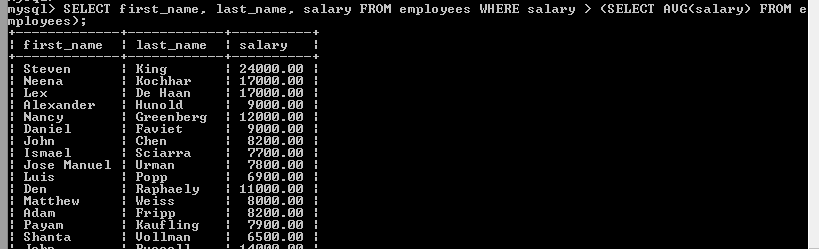 mysql> SELECT first_name, last_name, salary FROM employees WHERE salary > (SELECT AVG(salary) FROM e
mployees);
+-------------+-------------+----------+
| first_name | last_name | salary |
+-------------+-------------+----------+
| Steven | King | 24000.00 |
| Neena | Kochhar | 17000.00 |
| Lex | De Haan | 17000.00 |
| Alexander | Hunold | 9000.00 |
| Nancy | Greenberg | 12000.00 |
| Daniel | Faviet | 9000.00 |
| John | Chen | 8200.00 |
| Ismael | Sciarra | 7700.00 |
| Jose Manuel | Urman | 7800.00 |
| Luis | Popp | 6900.00 |
| Den | Raphaely | 11000.00 |
| Matthew | Weiss | 8000.00 |
| Adam | Fripp | 8200.00 |
| Payam | Kaufling | 7900.00 |
| Shanta | Vollman | 6500.00 |
| John | Russell | 14000.00 |